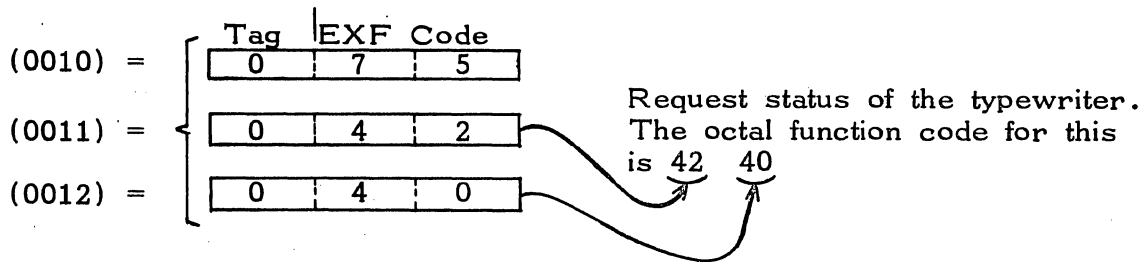 Tag EXF Code
(0010) = 0 7 5
(0011) = 0 4 2
(0012) = 0 4 0
Request status of the typewriter.
The octal function code for this
is 42 40